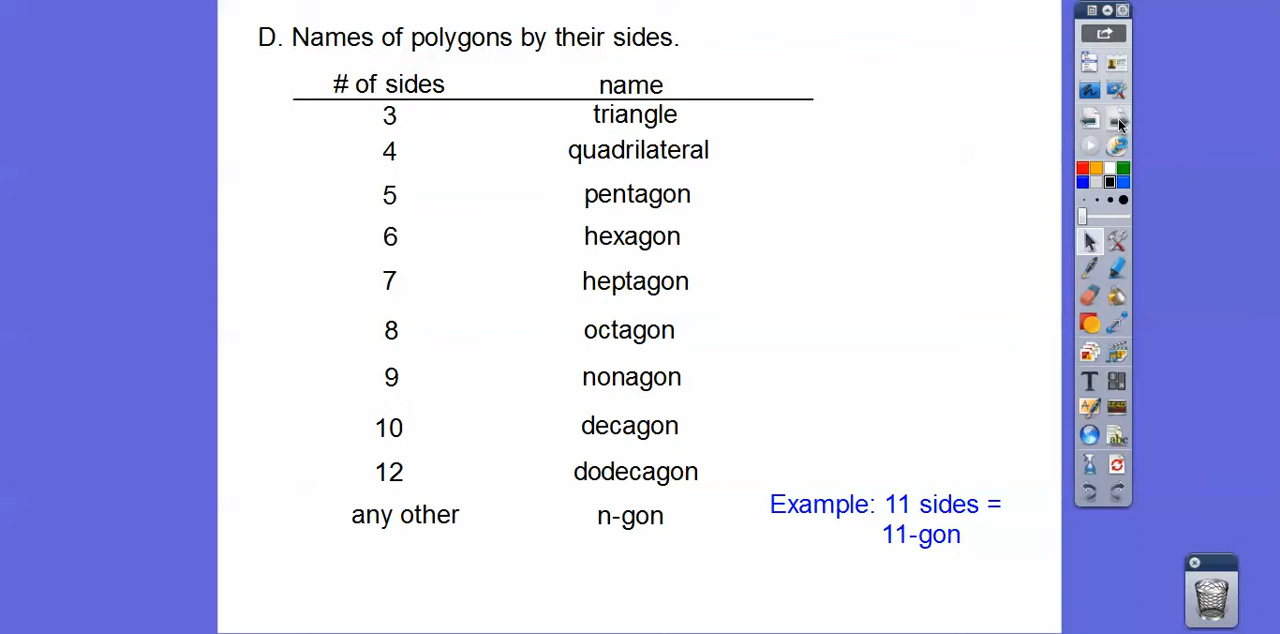 D. Names of polygons by their sides.
# of sides name
3 triangle
4 quadrilateral
5 pentagon
6 hexagon
7 heptagon
8 octagon
9 nonagon
10 decagon
12 dodecagon
any other n-gon
Example: 11 sides =
11-gon